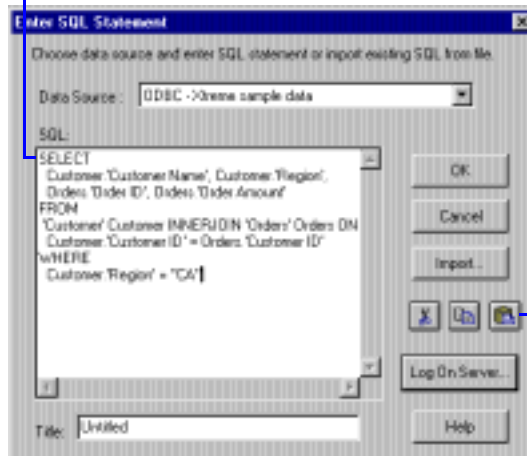 Enter SQL Statement
Choose data source and enter SQL statement or import existing SQL from file.
Data Source : ODBC ->Xtreme sample data
SQL:
SELECT
Customer.'Customer Name', Customer.'Region',
Orders.'Order ID', Orders.'Order Amount'
FROM
'Customer' Customer INNERJOIN 'Orders' Orders ON
Customer.'Customer ID' = Orders.'Customer ID'
WHERE
Customer.'Region' = "CA"
OK
Cancel
Import...
Log On Server...
Title: Untitled
Help